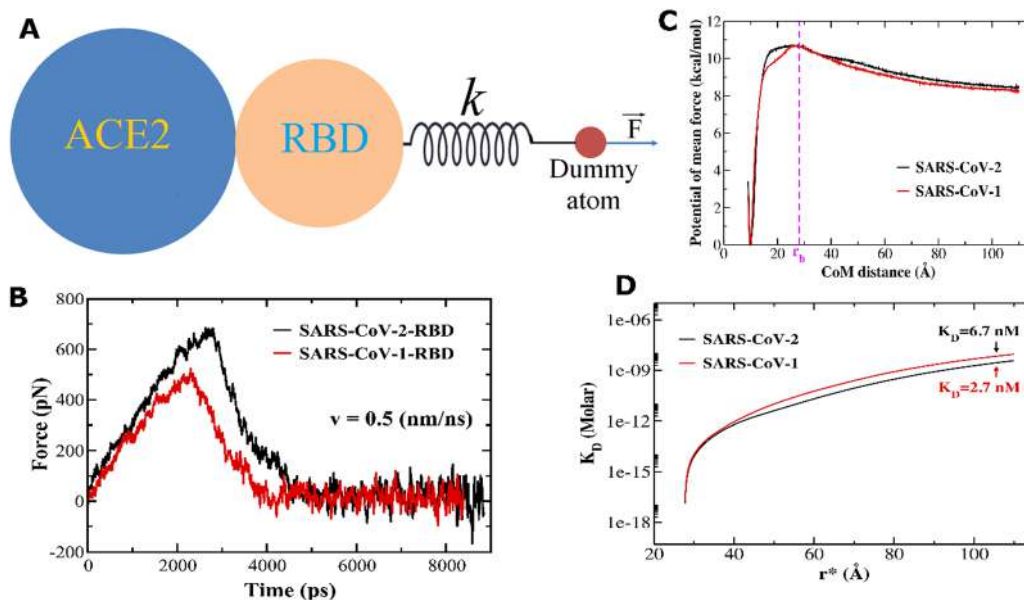 A
ACE2
RBD
k
F
Dummy
atom
B
Force (pN)
800
600
400
200
0
-200
SARS-CoV-2-RBD
SARS-CoV-1-RBD
v = 0.5 (nm/ns)
0
2000
4000
6000
8000
Time (ps)
C
Potential of mean force (kcal/mol)
12
10
8
6
4
2
0
SARS-CoV-2
SARS-CoV-1
20
40
60
80
100
r_b
CoM distance (Å)
D
K_D (Molar)
1e-06
1e-09
1e-12
1e-15
1e-18
SARS-CoV-2
SARS-CoV-1
K_D=6.7 nM
K_D=2.7 nM
20
40
60
80
100
r* (Å)